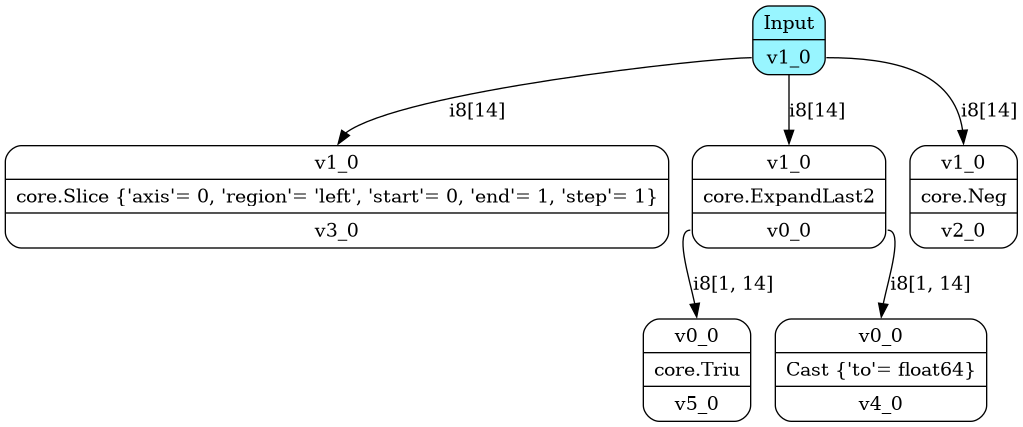 Input
v1_0
i8[14]
i8[14]
i8[14]
v1_0
core.Slice {'axis'= 0, 'region'= 'left', 'start'= 0, 'end'= 1, 'step'= 1}
v3_0
v1_0
core.ExpandLast2
v0_0
v1_0
core.Neg
v2_0
i8[1, 14]
i8[1, 14]
v0_0
core.Triu
v5_0
v0_0
Cast {'to'= float64}
v4_0